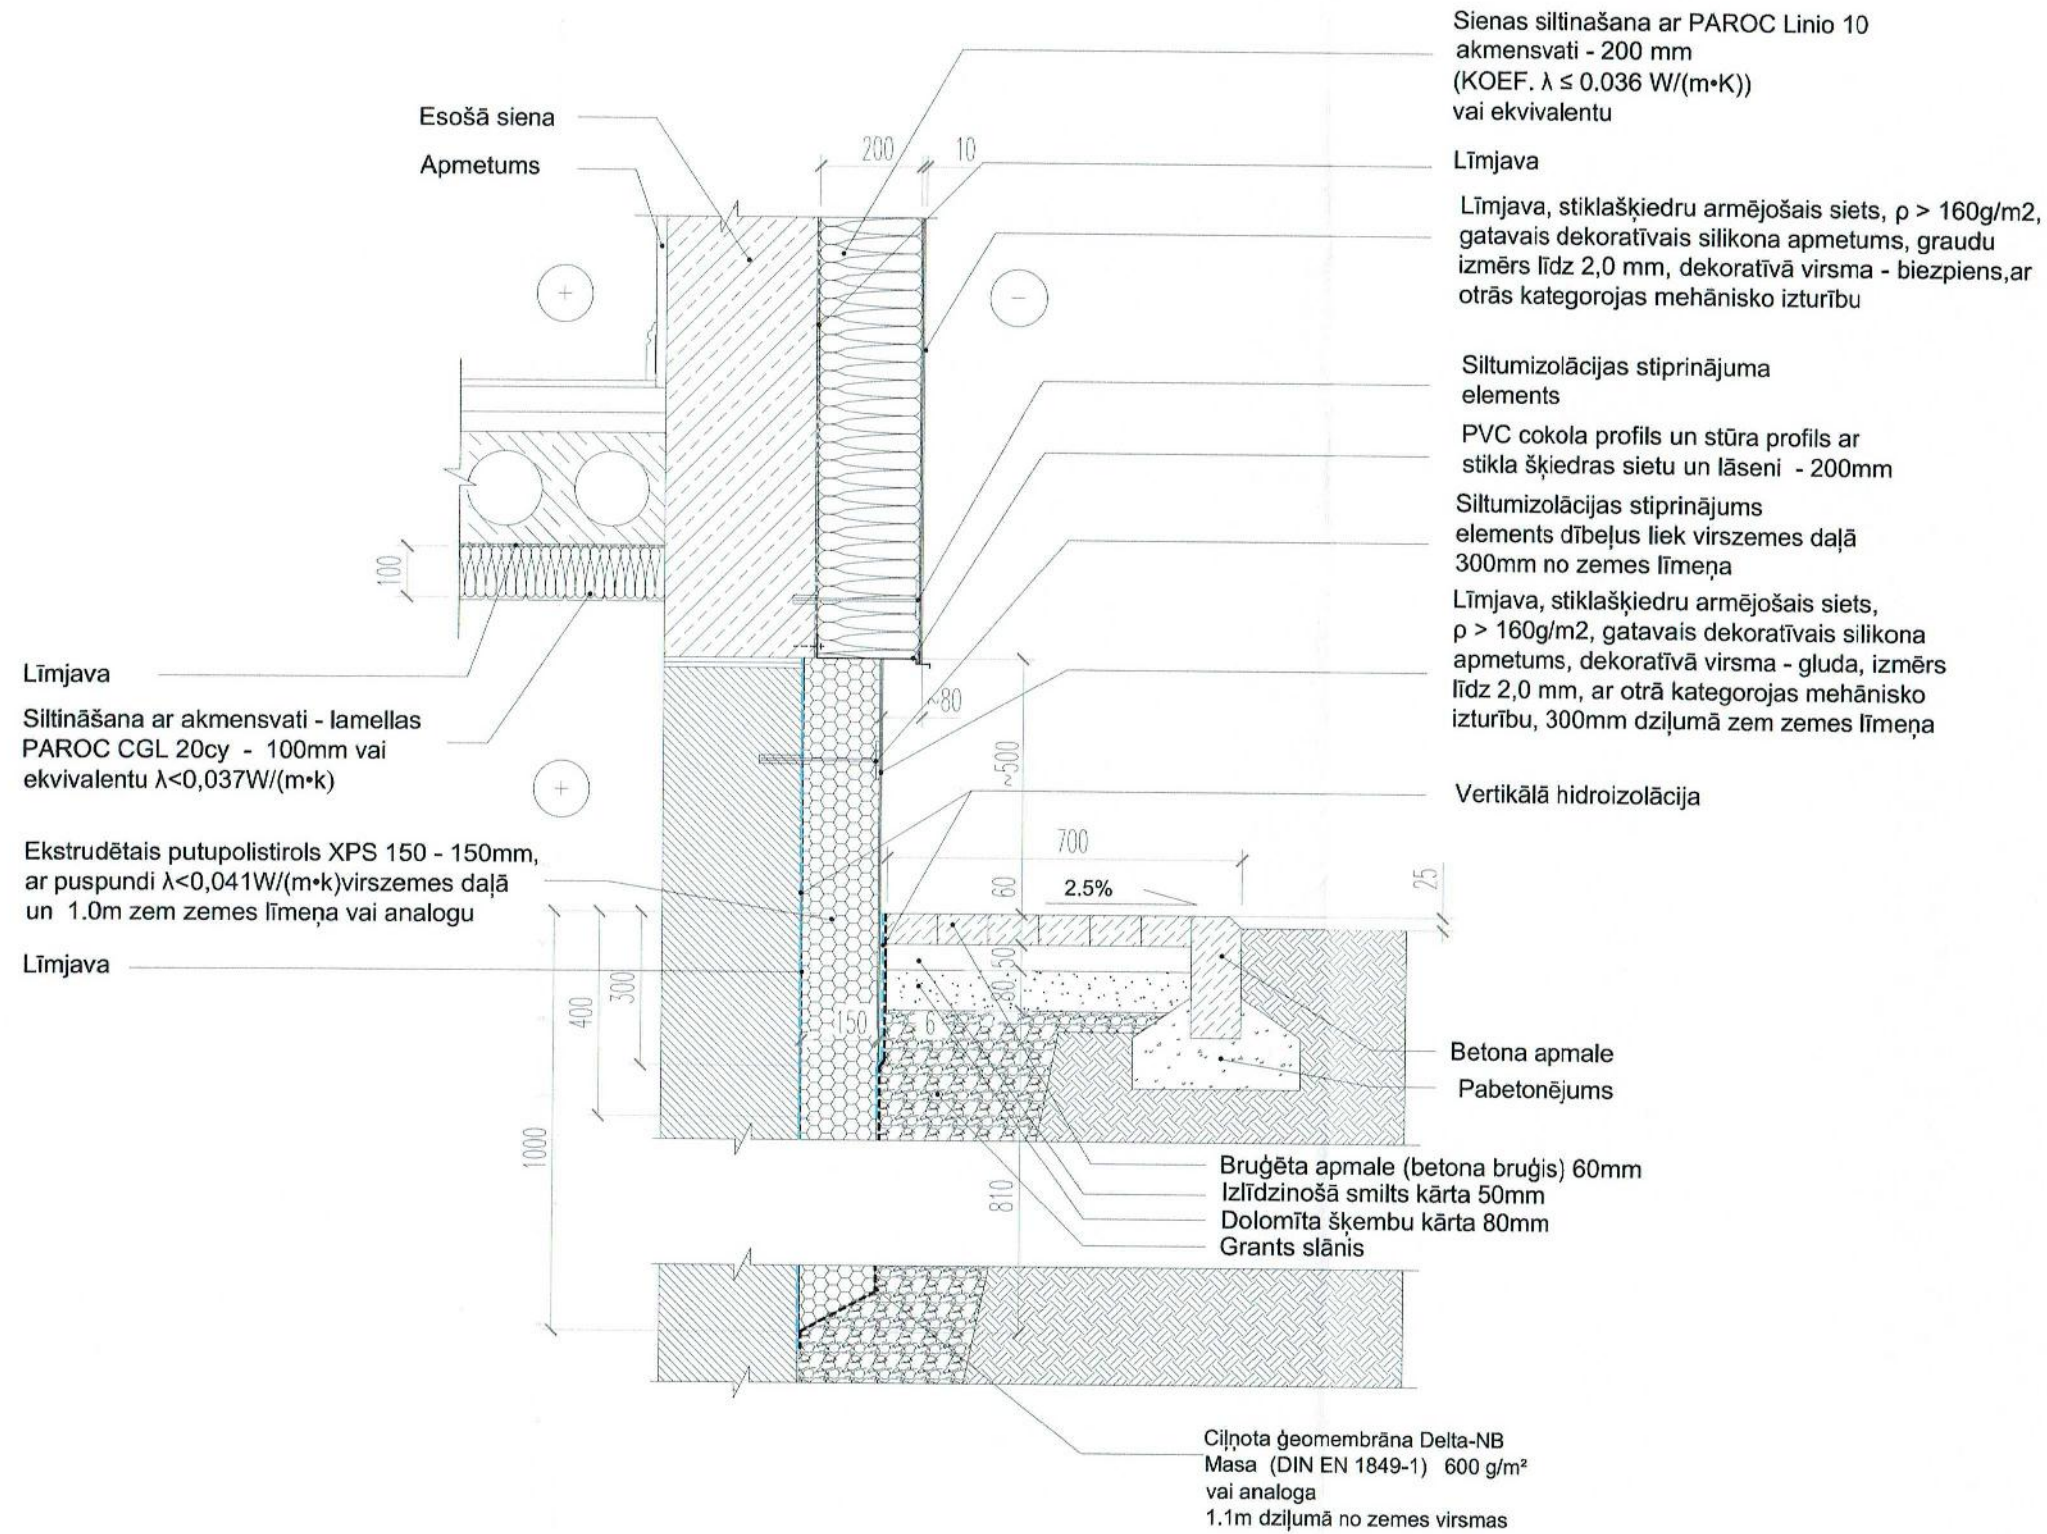 Sienas siltinašana ar PAROC Linio 10
akmensvati - 200 mm
(KOEF. λ ≤ 0.036 W/(m•K))
vai ekvivalentu
Esošā siena
Apmetums
200
10
Līmjava
Līmjava, stiklašķiedru armējošais siets, ρ > 160g/m2,
gatavais dekoratīvais silikona apmetums, graudu
izmērs līdz 2,0 mm, dekoratīvā virsma - biezpiens,ar
otrās kategorojas mehānisko izturību
+
-
Siltumizolācijas stiprinājuma
elements
PVC cokola profils un stūra profils ar
stikla šķiedras sietu un lāseni - 200mm
Siltumizolācijas stiprinājums
elements dībeļus liek virszemes daļā
300mm no zemes līmeņa
100
Līmjava, stiklašķiedru armējošais siets,
ρ > 160g/m2, gatavais dekoratīvais silikona
apmetums, dekoratīvā virsma - gluda, izmērs
līdz 2,0 mm, ar otrā kategorojas mehānisko
izturību, 300mm dziļumā zem zemes līmeņa
Līmjava
Siltināšana ar akmensvati - lamellas
PAROC CGL 20cy - 100mm vai
ekvivalentu λ<0,037W/(m•k)
~80
~500
+
Vertikālā hidroizolācija
Ekstrudētais putupolistirols XPS 150 - 150mm,
ar puspundi λ<0,041W/(m•k)virszemes daļā
un 1.0m zem zemes līmeņa vai analogu
700
60
2.5%
25
Līmjava
50
80
300
400
1000
150
6
Betona apmale
Pabetonējums
Bruģēta apmale (betona bruģis) 60mm
Izlīdzinošā smilts kārta 50mm
Dolomīta šķembu kārta 80mm
Grants slānis
810
Ciļņota ģeomembrāna Delta-NB
Masa (DIN EN 1849-1) 600 g/m²
vai analoga
1.1m dziļumā no zemes virsmas